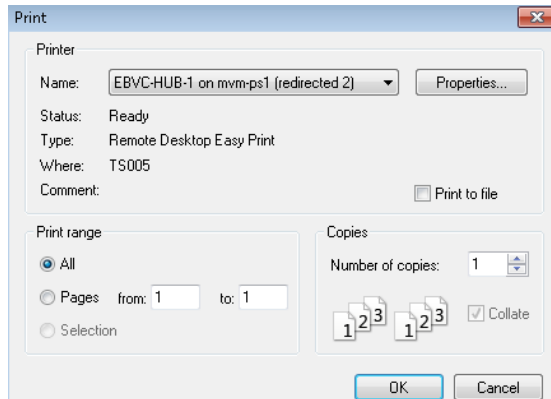 Print
Printer
Name: EBVC-HUB-1 on mvm-ps1 (redirected 2) Properties...
Status: Ready
Type: Remote Desktop Easy Print
Where: TS005
Comment: Print to file
Print range
All
Pages from: 1 to: 1
Selection
Copies
Number of copies: 1
1 2 3 1 2 3 Collate
OK Cancel